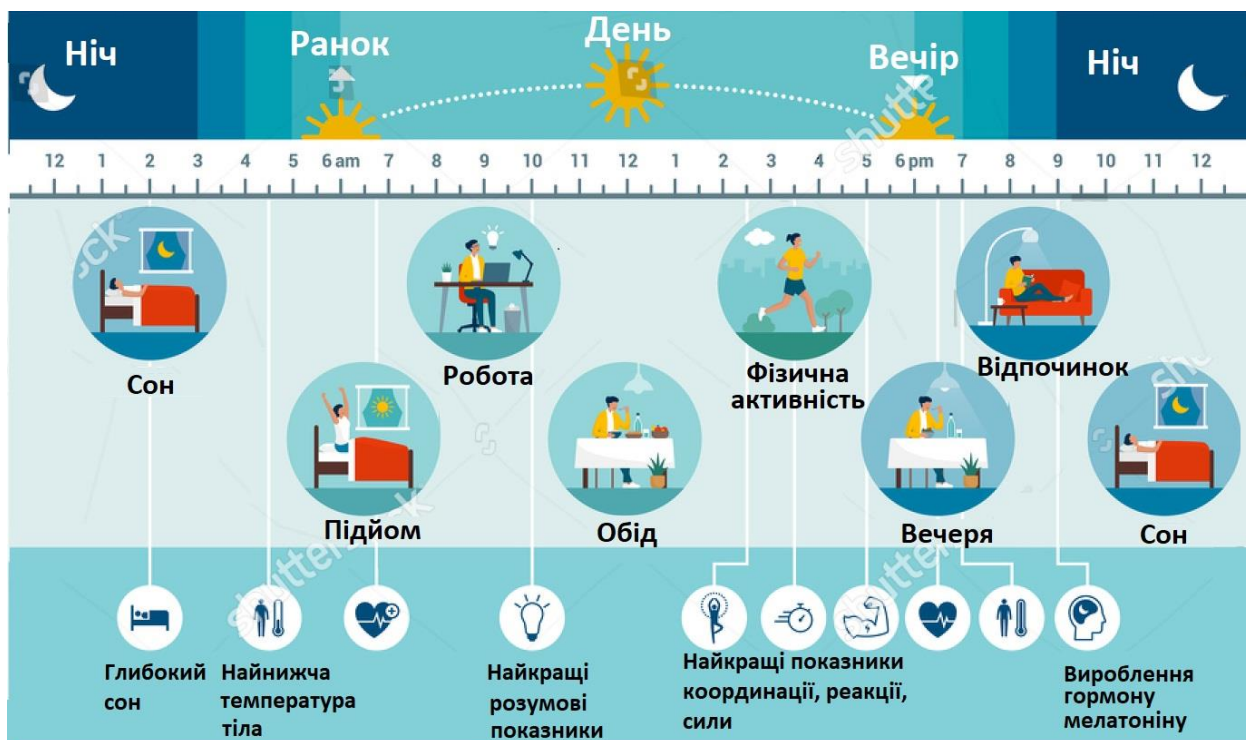 Ніч
Ранок
День
Вечір
Ніч
12 1 2 3 4 5 6 am 7 8 9 10 11 12 1 2 3 4 5 6 pm 7 8 9 10 11 12
Сон
Підйом
Робота
Обід
Фізична
активність
Вечеря
Відпочинок
Сон
Глибокий
сон
Найнижча
температура
тіла
Найкращі
розумові
показники
Найкращі показники
координації, реакції,
сили
Вироблення
гормону
мелатоніну